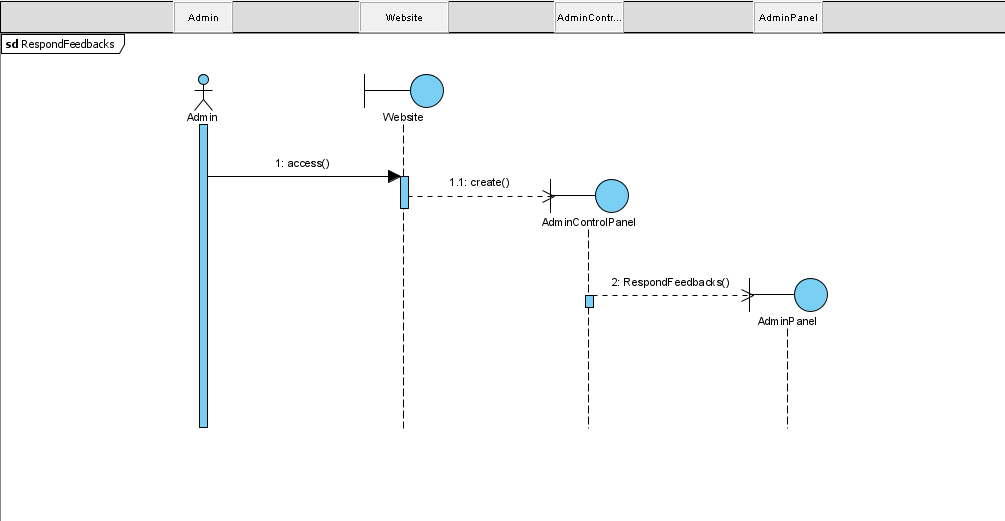 Admin Website AdminContr... AdminPanel
sd RespondFeedbacks
Admin Website
1: access()
1.1: create()
AdminControlPanel
2: RespondFeedbacks()
AdminPanel